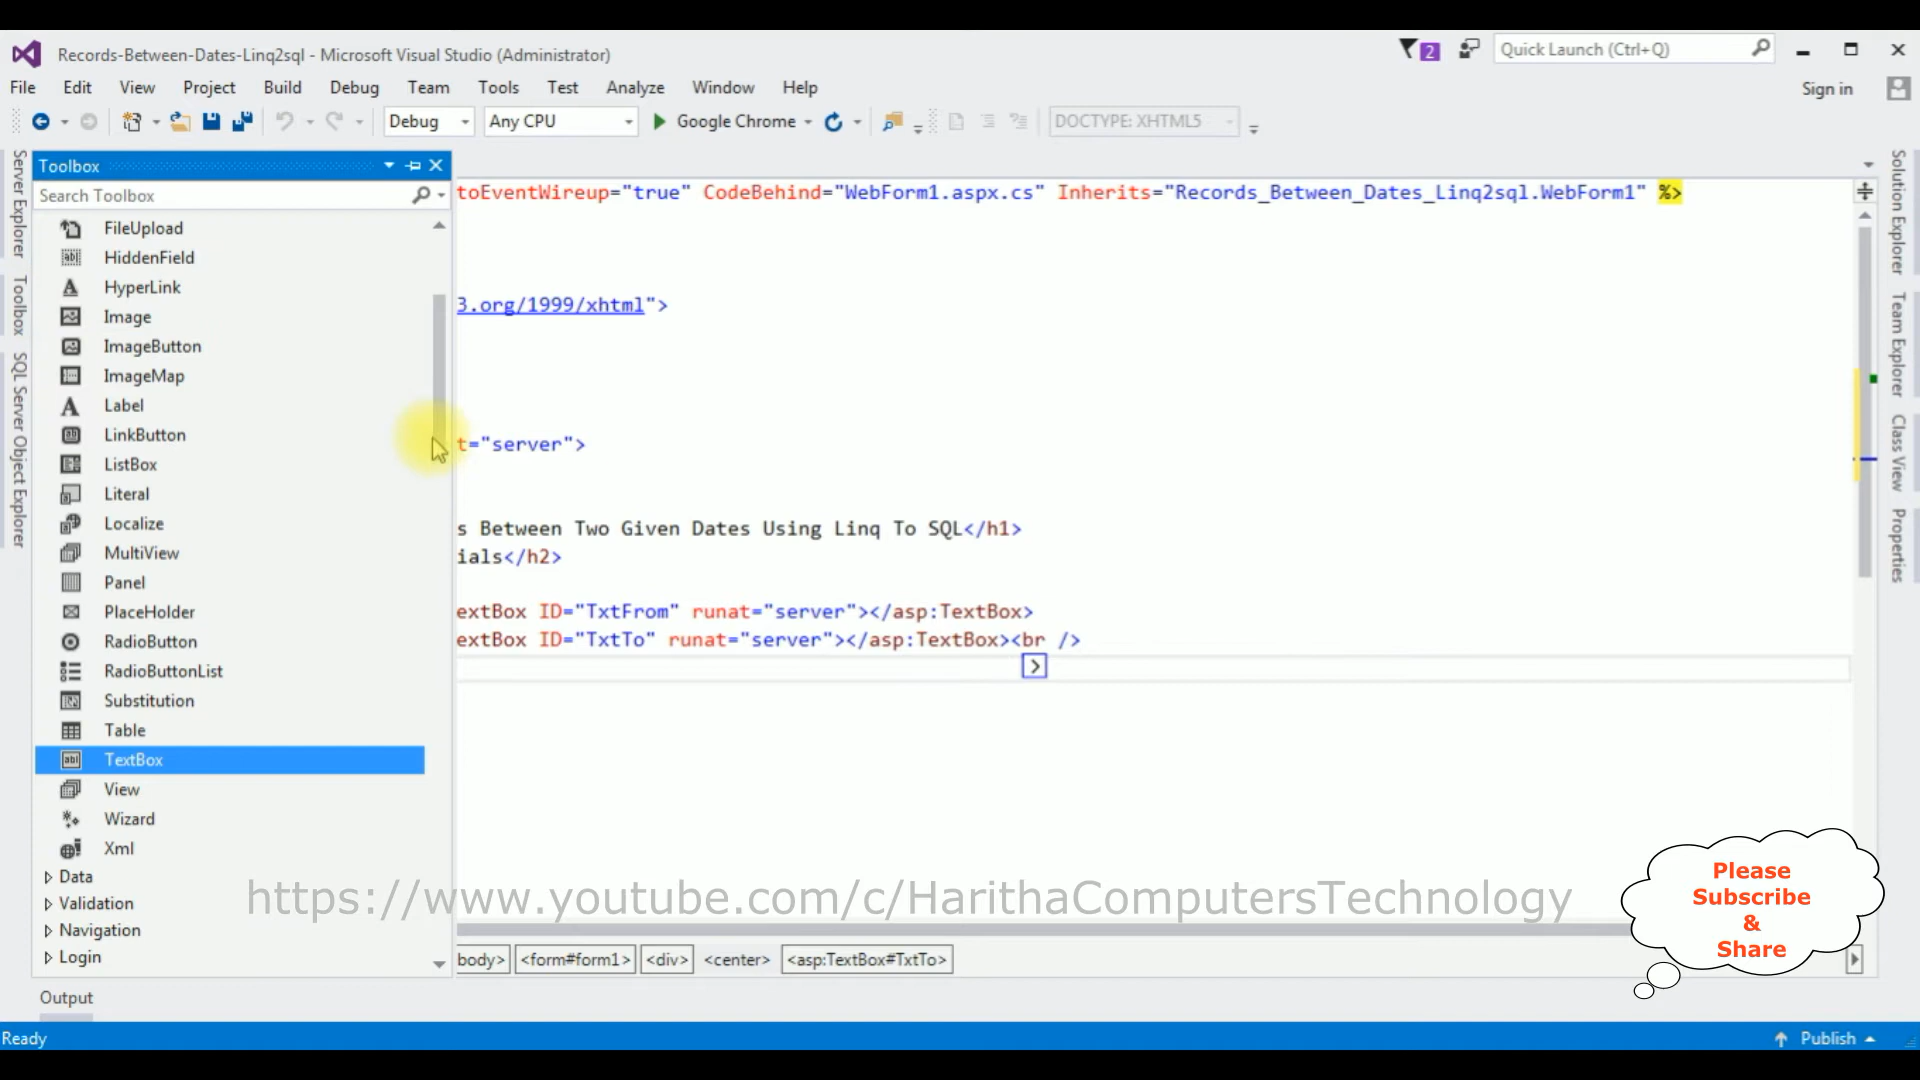 Records-Between-Dates-Linq2sql - Microsoft Visual Studio (Administrator)
2
Quick Launch (Ctrl+Q)
File Edit View Project Build Debug Team Tools Test Analyze Window Help
Sign in
Debug Any CPU Google Chrome DOCTYPE: XHTML5
Server Explorer
Toolbox
SQL Server Object Explorer
Toolbox
Search Toolbox
FileUpload
HiddenField
HyperLink
Image
ImageButton
ImageMap
Label
LinkButton
ListBox
Literal
Localize
MultiView
Panel
PlaceHolder
RadioButton
RadioButtonList
Substitution
Table
TextBox
View
Wizard
Xml
Data
Validation
Navigation
Login
toEventWireup="true" CodeBehind="WebForm1.aspx.cs" Inherits="Records_Between_Dates_Linq2sql.WebForm1" %>
3.org/1999/xhtml">
t="server">
s Between Two Given Dates Using Linq To SQL</h1>
ials</h2>
extBox ID="TxtFrom" runat="server"></asp:TextBox>
extBox ID="TxtTo" runat="server"></asp:TextBox><br />
>
Solution Explorer
Team Explorer
Class View
Properties
https://www.youtube.com/c/HarithaComputersTechnology
Please
Subscribe
&
Share
body> <form#form1> <div> <center> <asp:TextBox#TxtTo>
Output
Ready
Publish